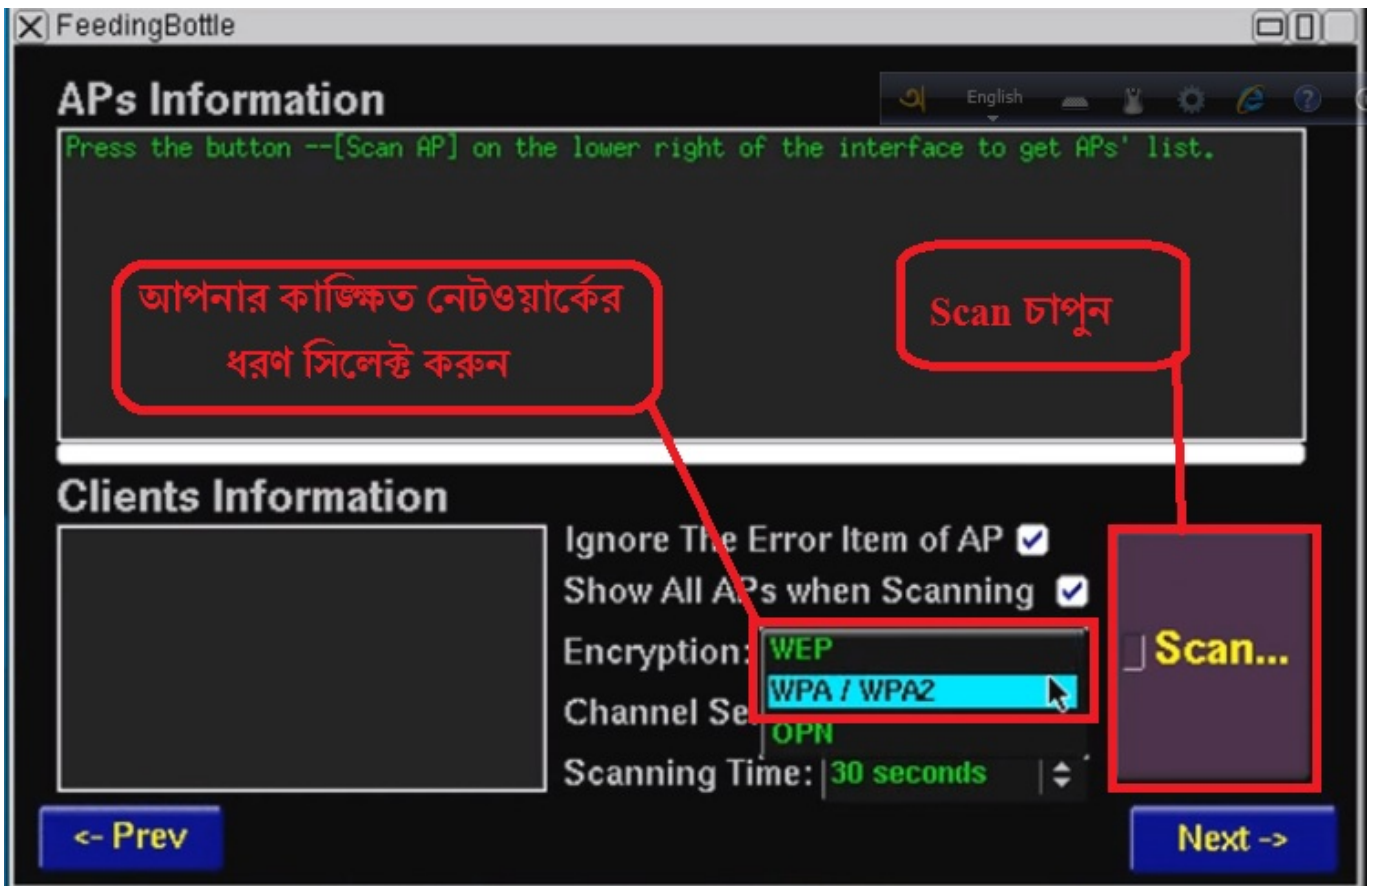 FeedingBottle
APs Information
English
Press the button --[Scan AP] on the lower right of the interface to get APs' list.
আপনার কাঙ্ক্ষিত নেটওয়ার্কের
ধরণ সিলেক্ট করুন
Scan চাপুন
Clients Information
Ignore The Error Item of AP
Show All APs when Scanning
Encryption:
WEP
WPA / WPA2
OPN
Channel Se
Scanning Time: 30 seconds
Scan...
<- Prev
Next ->